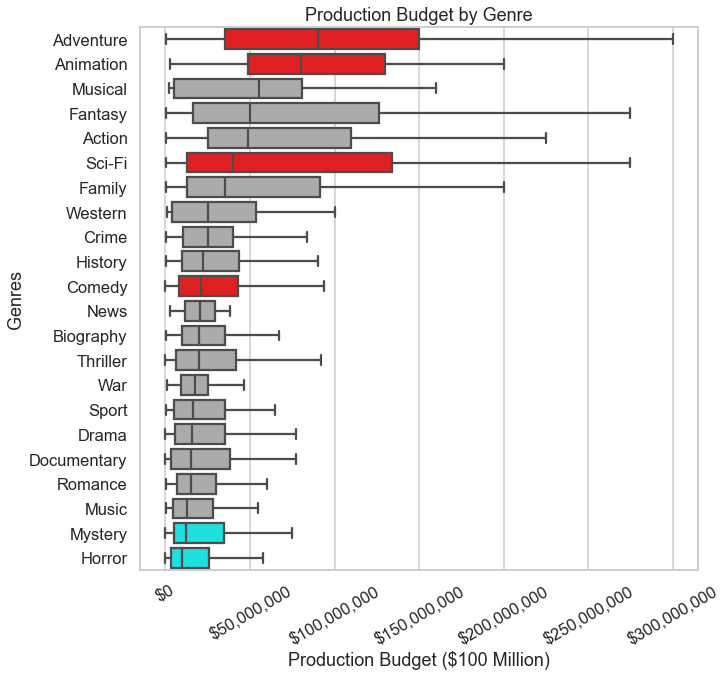 Production Budget by Genre
Adventure
Animation
Musical
Fantasy
Action
Sci-Fi
Family
Western
Crime
History
Comedy
News
Biography
Thriller
War
Sport
Drama
Documentary
Romance
Music
Mystery
Horror
Genres
$0
$50,000,000
$100,000,000
$150,000,000
$200,000,000
$250,000,000
$300,000,000
Production Budget ($100 Million)